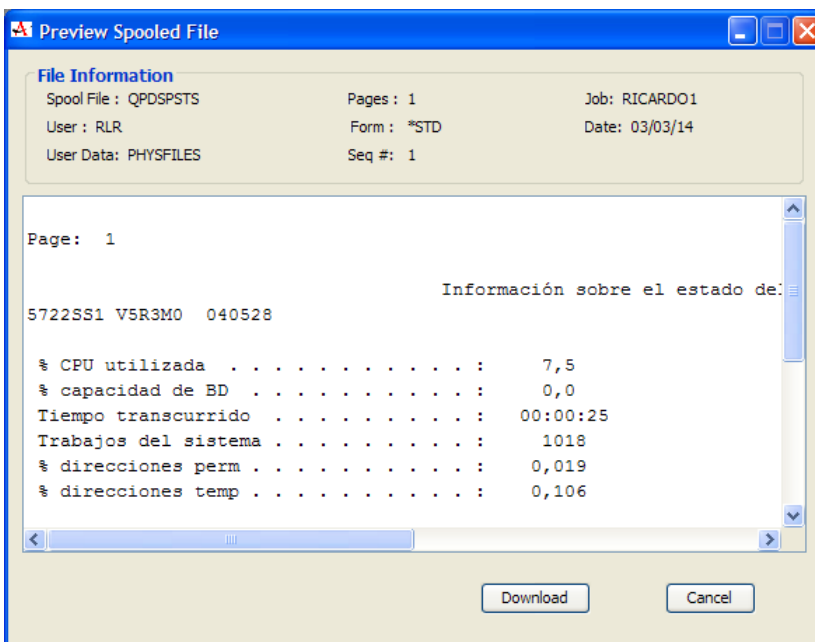 Preview Spooled File
File Information
Spool File : QPDSPSTS Pages : 1 Job: RICARDO1
User : RLR Form : *STD Date: 03/03/14
User Data: PHYSFILES Seq #: 1
Page: 1
Información sobre el estado del
5722SS1 V5R3M0 040528
% CPU utilizada . . . . . . . . . . . . : 7,5
% capacidad de BD . . . . . . . . . . . : 0,0
Tiempo transcurrido . . . . . . . . . . : 00:00:25
Trabajos del sistema . . . . . . . . . . : 1018
% direcciones perm . . . . . . . . . . . : 0,019
% direcciones temp . . . . . . . . . . . : 0,106
Download Cancel